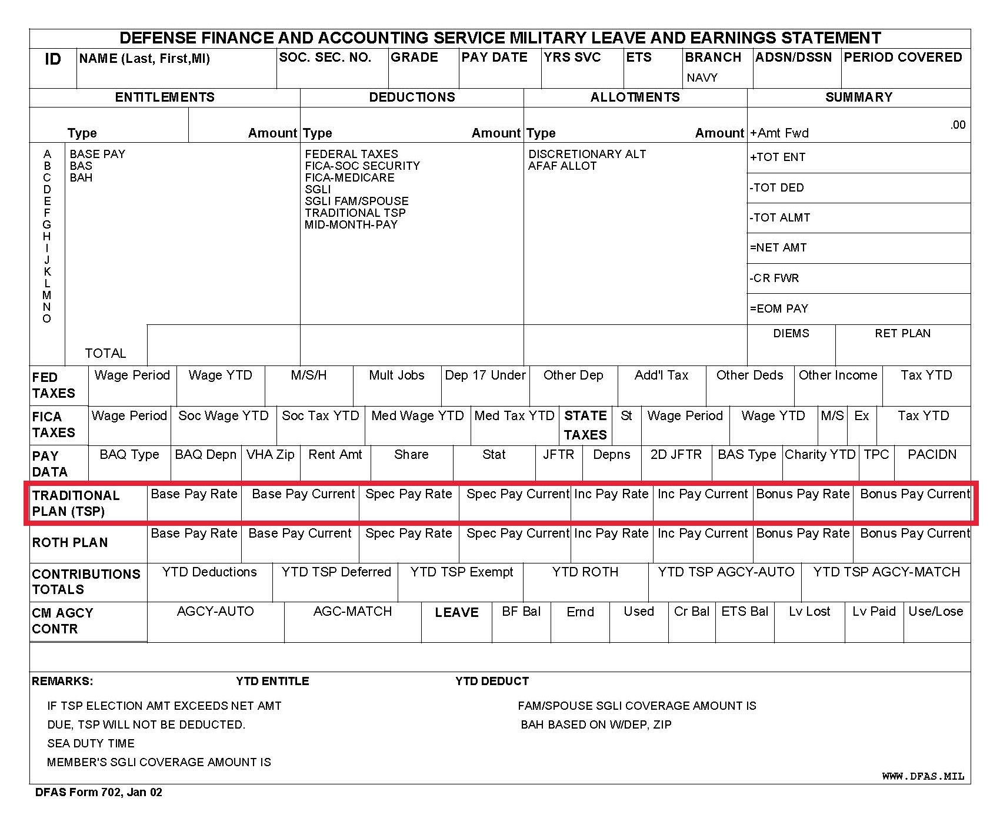 DEFENSE FINANCE AND ACCOUNTING SERVICE MILITARY LEAVE AND EARNINGS STATEMENT
ID NAME (Last, First,MI) SOC. SEC. NO. GRADE PAY DATE YRS SVC ETS BRANCH ADSN/DSSN PERIOD COVERED
NAVY
ENTITLEMENTS DEDUCTIONS ALLOTMENTS SUMMARY
Type Amount Type Amount Type Amount +Amt Fwd .00
A BASE PAY FEDERAL TAXES DISCRETIONARY ALT +TOT ENT
B BAS FICA-SOC SECURITY AFAF ALLOT
C BAH FICA-MEDICARE
D SGLI -TOT DED
E SGLI FAM/SPOUSE
F TRADITIONAL TSP -TOT ALMT
G MID-MONTH-PAY
H
I =NET AMT
J
K
L -CR FWR
M
N =EOM PAY
O
DIEMS RET PLAN
TOTAL
FED TAXES Wage Period Wage YTD M/S/H Mult Jobs Dep 17 Under Other Dep Add'l Tax Other Deds Other Income Tax YTD
FICA TAXES Wage Period Soc Wage YTD Soc Tax YTD Med Wage YTD Med Tax YTD STATE TAXES St Wage Period Wage YTD M/S Ex Tax YTD
PAY DATA BAQ Type BAQ Depn VHA Zip Rent Amt Share Stat JFTR Depns 2D JFTR BAS Type Charity YTD TPC PACIDN
TRADITIONAL PLAN (TSP) Base Pay Rate Base Pay Current Spec Pay Rate Spec Pay Current Inc Pay Rate Inc Pay Current Bonus Pay Rate Bonus Pay Current
ROTH PLAN Base Pay Rate Base Pay Current Spec Pay Rate Spec Pay Current Inc Pay Rate Inc Pay Current Bonus Pay Rate Bonus Pay Current
CONTRIBUTIONS TOTALS YTD Deductions YTD TSP Deferred YTD TSP Exempt YTD ROTH YTD TSP AGCY-AUTO YTD TSP AGCY-MATCH
CM AGCY CONTR AGCY-AUTO AGC-MATCH LEAVE BF Bal Ernd Used Cr Bal ETS Bal Lv Lost Lv Paid Use/Lose
REMARKS: YTD ENTITLE YTD DEDUCT
IF TSP ELECTION AMT EXCEEDS NET AMT FAM/SPOUSE SGLI COVERAGE AMOUNT IS
DUE, TSP WILL NOT BE DEDUCTED. BAH BASED ON W/DEP, ZIP
SEA DUTY TIME
MEMBER'S SGLI COVERAGE AMOUNT IS
WWW.DFAS.MIL
DFAS Form 702, Jan 02